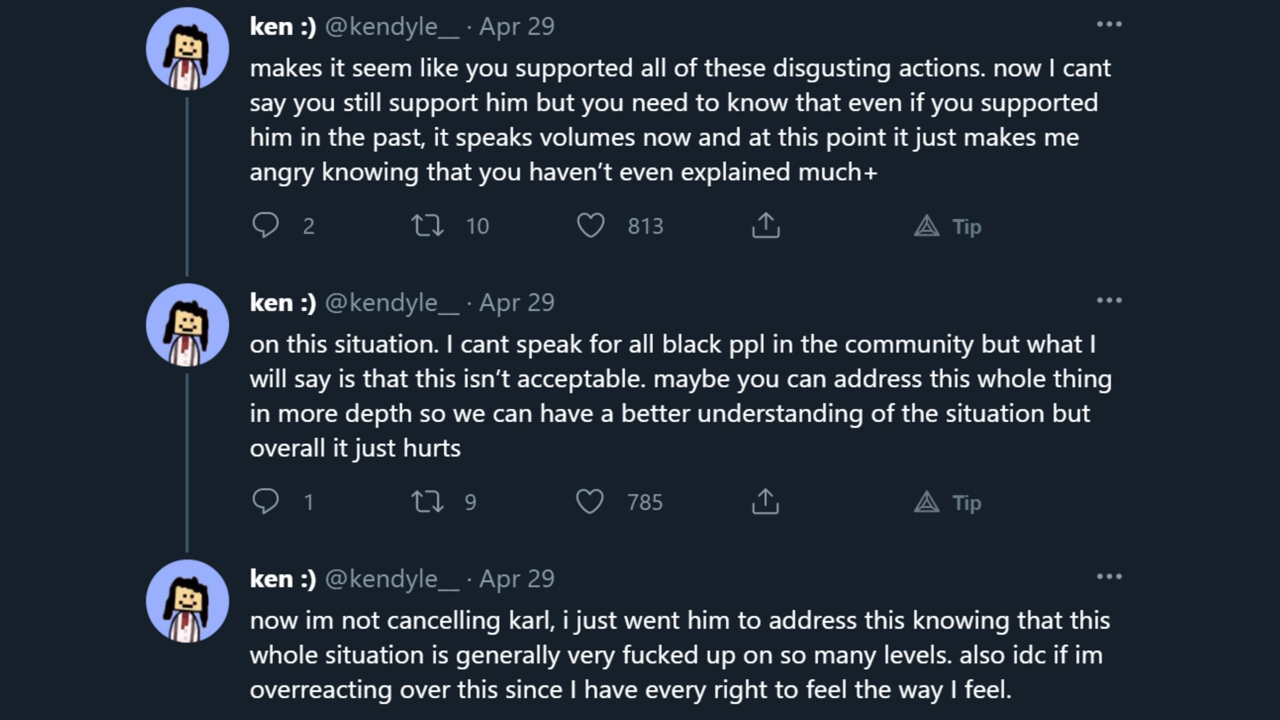 ken :) @kendyle__ · Apr 29
makes it seem like you supported all of these disgusting actions. now I cant
say you still support him but you need to know that even if you supported
him in the past, it speaks volumes now and at this point it just makes me
angry knowing that you haven’t even explained much+
2 10 813 Tip
ken :) @kendyle__ · Apr 29
on this situation. I cant speak for all black ppl in the community but what I
will say is that this isn’t acceptable. maybe you can address this whole thing
in more depth so we can have a better understanding of the situation but
overall it just hurts
1 9 785 Tip
ken :) @kendyle__ · Apr 29
now im not cancelling karl, i just went him to address this knowing that this
whole situation is generally very fucked up on so many levels. also idc if im
overreacting over this since I have every right to feel the way I feel.